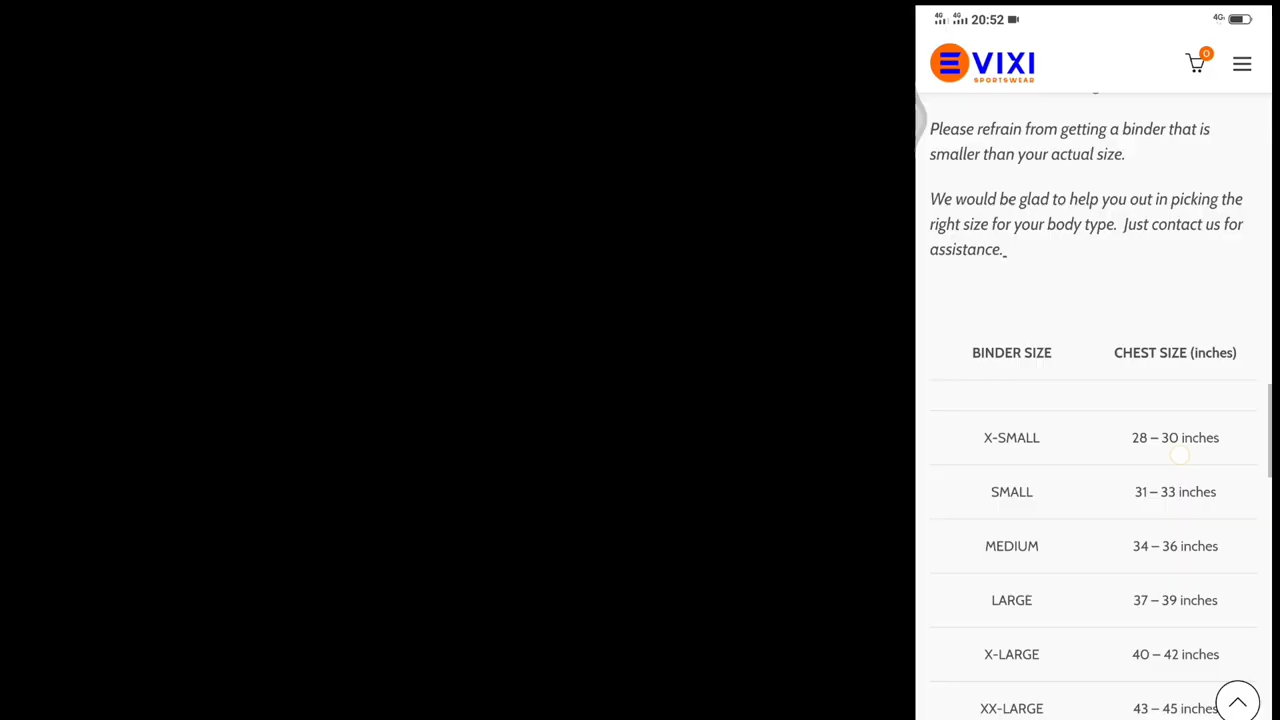 4G 4G 20:52 4G
EVIXI
SPORTSWEAR
0
Please refrain from getting a binder that is
smaller than your actual size.
We would be glad to help you out in picking the
right size for your body type. Just contact us for
assistance.
BINDER SIZE CHEST SIZE (inches)
X-SMALL 28 – 30 inches
SMALL 31 – 33 inches
MEDIUM 34 – 36 inches
LARGE 37 – 39 inches
X-LARGE 40 – 42 inches
XX-LARGE 43 – 45 inches